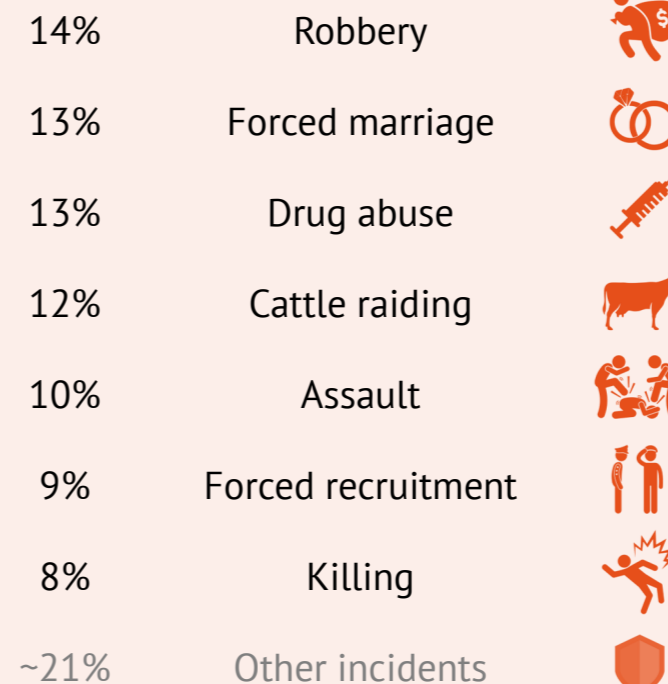 14% Robbery
13% Forced marriage
13% Drug abuse
12% Cattle raiding
10% Assault
9% Forced recruitment
8% Killing
~21% Other incidents